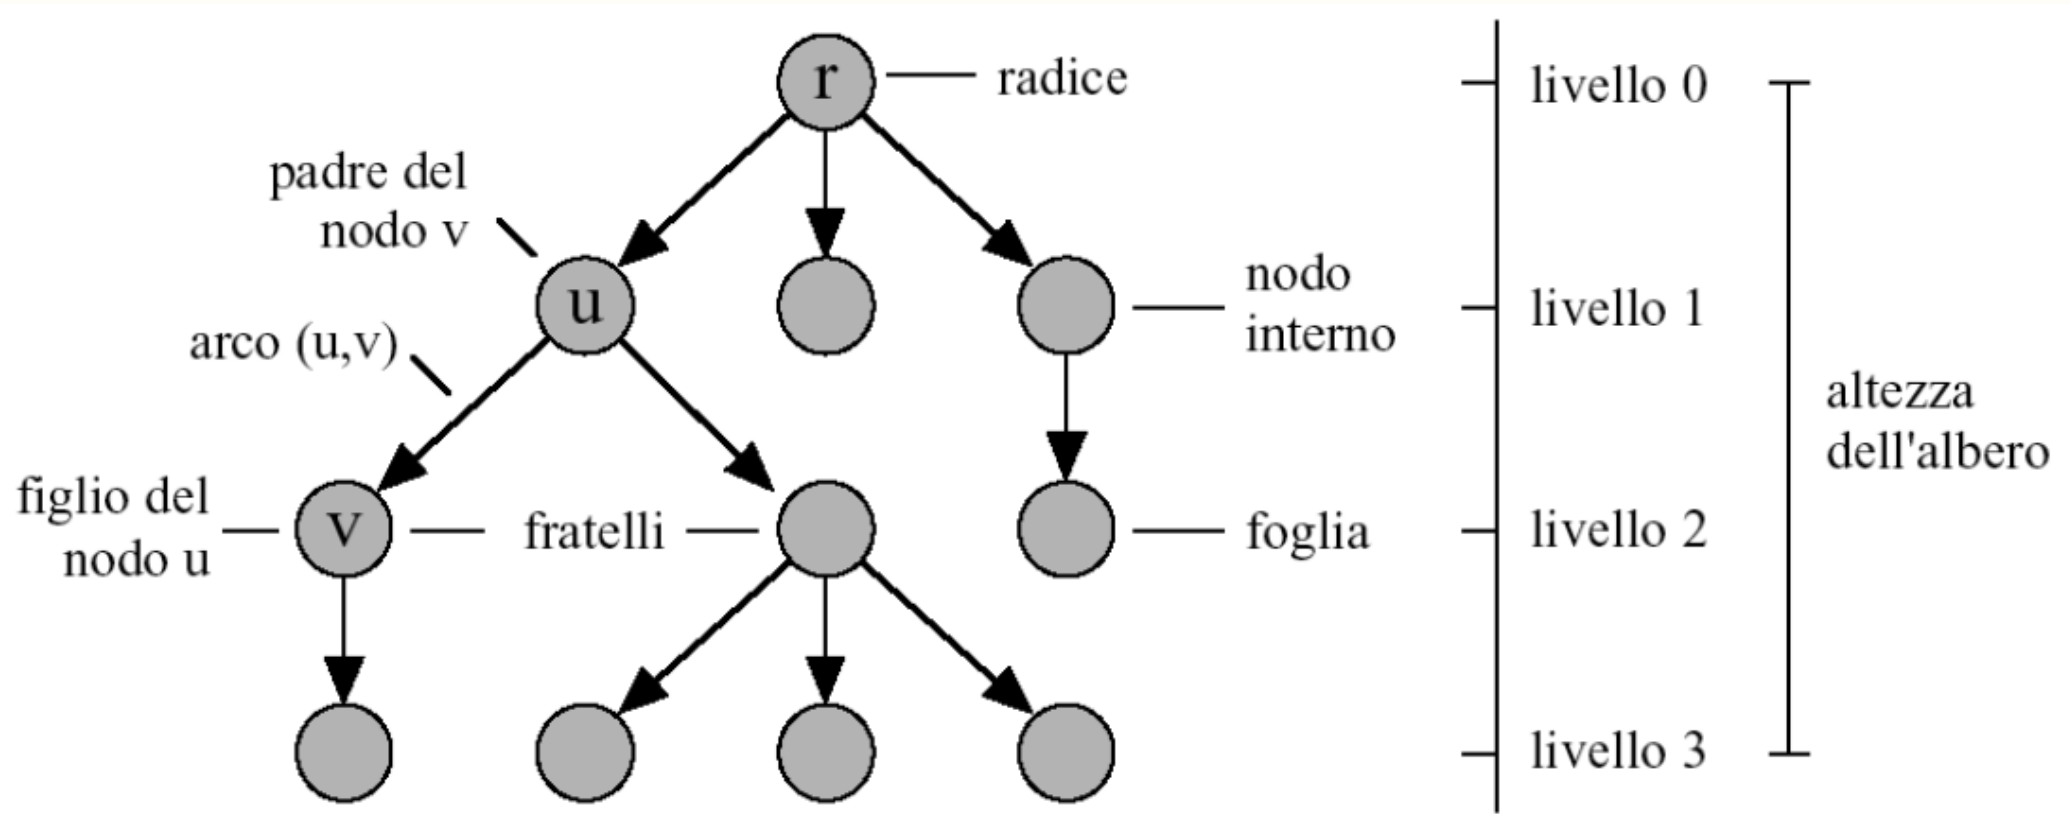 r
radice
livello 0
padre del
nodo v
u
nodo
interno
livello 1
arco (u,v)
altezza
dell'albero
figlio del
nodo u
v
fratelli
foglia
livello 2
livello 3